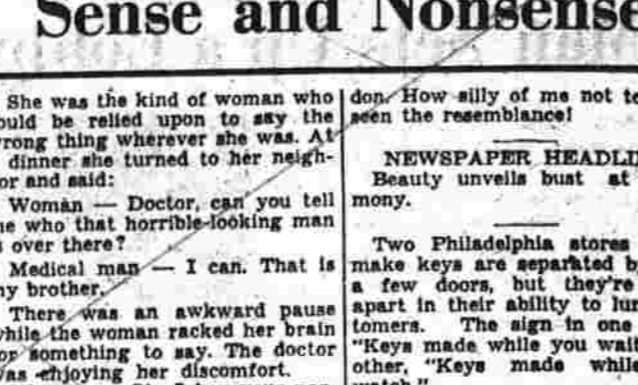 Sense and Nonsense
She was the kind of woman who
ould be relied upon to say the
rong thing wherever she was. At
dinner she turned to her neigh-
or and said:
Woman — Doctor, can you tell
e who that horrible-looking man
s over there?
Medical man — I can. That is
y brother.
There was an awkward pause
while the woman racked her brain
or something to say. The doctor
as enjoying her discomfort.
don. How silly of me not to
seen the resemblance!
NEWSPAPER HEADLI
Beauty unveils bust at
mony.
Two Philadelphia stores
make keys are separated b
a few doors, but they're
apart in their ability to lu
tomers. The sign in one
"Keys made while you wait
other, "Keys made whil
watch."